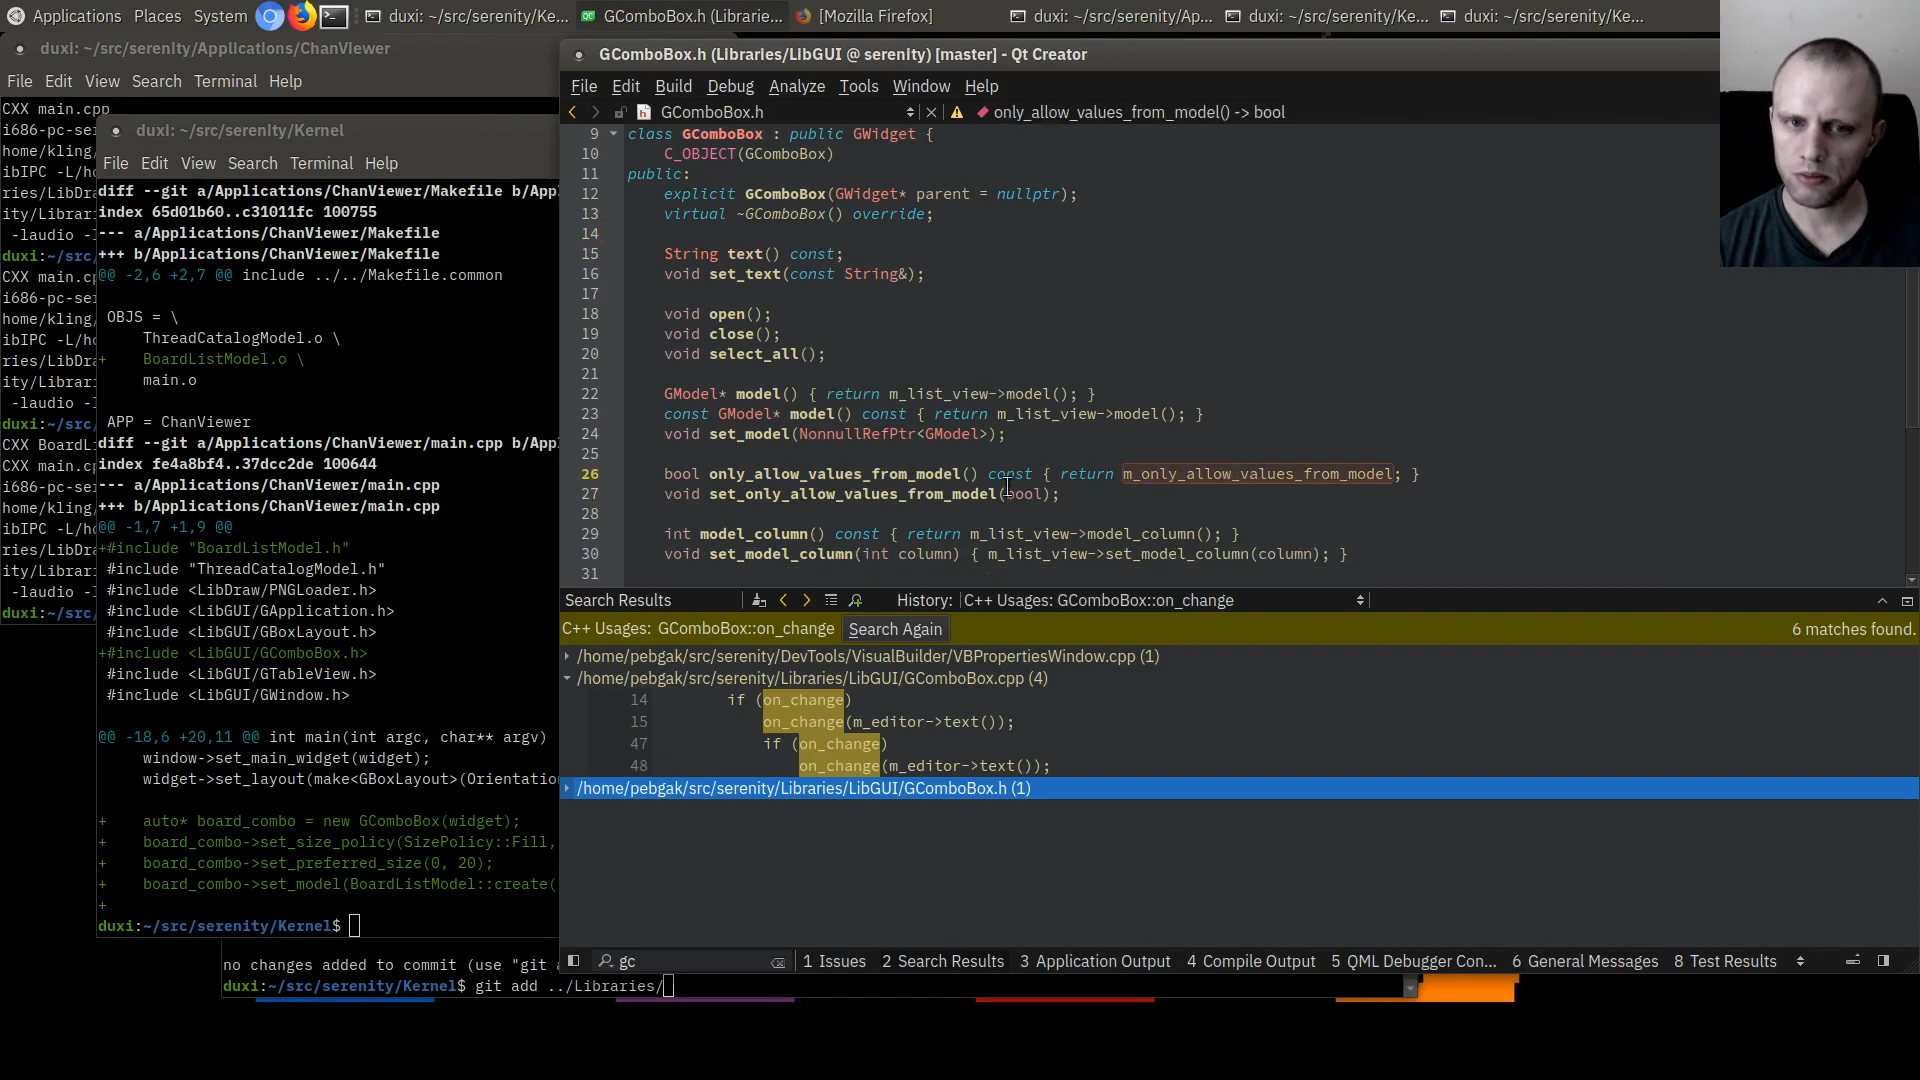 Applications Places System duxi: ~/src/serenity/Ke... GComboBox.h (Librarie... [Mozilla Firefox] duxi: ~/src/serenity/Ap... duxi: ~/src/serenity/Ke... duxi: ~/src/serenity/Ke...
duxi: ~/src/serenity/Applications/ChanViewer
File Edit View Search Terminal Help
CXX main.cpp
i686-pc-ser
home/kling/
ibIPC -L/ho
ries/LibDra
ity/Librar
-laudio -l
duxi:~/src/
CXX main.cp
i686-pc-ser
home/kling/
ibIPC -L/ho
ries/LibDra
ity/Librari
-laudio -l
duxi:~/src/
CXX BoardLi
CXX main.cp
i686-pc-ser
home/kling/
ibIPC -L/ho
ries/LibDra
ity/Librari
-laudio -l
duxi:~/src/
duxi: ~/src/serenity/Kernel
File Edit View Search Terminal Help
diff --git a/Applications/ChanViewer/Makefile b/App
index 65d01b60..c31011fc 100755
--- a/Applications/ChanViewer/Makefile
+++ b/Applications/ChanViewer/Makefile
@@ -2,6 +2,7 @@ include ../../Makefile.common
OBJS = \
ThreadCatalogModel.o \
+ BoardListModel.o \
main.o
APP = ChanViewer
diff --git a/Applications/ChanViewer/main.cpp b/App
index fe4a8bf4..37dcc2de 100644
--- a/Applications/ChanViewer/main.cpp
+++ b/Applications/ChanViewer/main.cpp
@@ -1,7 +1,9 @@
+#include "BoardListModel.h"
#include "ThreadCatalogModel.h"
#include <LibDraw/PNGLoader.h>
#include <LibGUI/GApplication.h>
#include <LibGUI/GBoxLayout.h>
+#include <LibGUI/GComboBox.h>
#include <LibGUI/GTableView.h>
#include <LibGUI/GWindow.h>
@@ -18,6 +20,11 @@ int main(int argc, char** argv)
window->set_main_widget(widget);
widget->set_layout(make<GBoxLayout>(Orientatio
+ auto* board_combo = new GComboBox(widget);
+ board_combo->set_size_policy(SizePolicy::Fill,
+ board_combo->set_preferred_size(0, 20);
+ board_combo->set_model(BoardListModel::create(
+
duxi:~/src/serenity/Kernel$
no changes added to commit (use "git a
duxi:~/src/serenity/Kernel$ git add ../Libraries/
GComboBox.h (Libraries/LibGUI @ serenity) [master] - Qt Creator
File Edit Build Debug Analyze Tools Window Help
GComboBox.h only_allow_values_from_model() -> bool
9 class GComboBox : public GWidget {
10 C_OBJECT(GComboBox)
11 public:
12 explicit GComboBox(GWidget* parent = nullptr);
13 virtual ~GComboBox() override;
14
15 String text() const;
16 void set_text(const String&);
17
18 void open();
19 void close();
20 void select_all();
21
22 GModel* model() { return m_list_view->model(); }
23 const GModel* model() const { return m_list_view->model(); }
24 void set_model(NonnullRefPtr<GModel>);
25
26 bool only_allow_values_from_model() const { return m_only_allow_values_from_model; }
27 void set_only_allow_values_from_model(bool);
28
29 int model_column() const { return m_list_view->model_column(); }
30 void set_model_column(int column) { m_list_view->set_model_column(column); }
31
Search Results History: C++ Usages: GComboBox::on_change
C++ Usages: GComboBox::on_change Search Again 6 matches found.
/home/pebgak/src/serenity/DevTools/VisualBuilder/VBPropertiesWindow.cpp (1)
/home/pebgak/src/serenity/Libraries/LibGUI/GComboBox.cpp (4)
14 if (on_change)
15 on_change(m_editor->text());
47 if (on_change)
48 on_change(m_editor->text());
/home/pebgak/src/serenity/Libraries/LibGUI/GComboBox.h (1)
gc 1 Issues 2 Search Results 3 Application Output 4 Compile Output 5 QML Debugger Con... 6 General Messages 8 Test Results